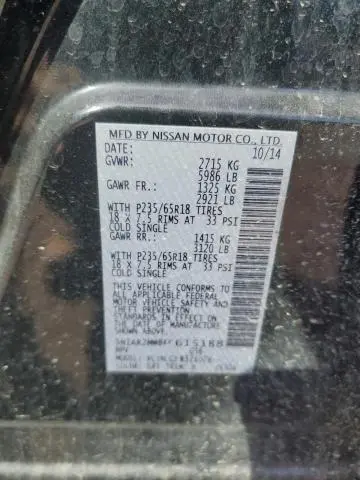 MFD BY NISSAN MOTOR CO., LTD.
DATE: 10/14
GVWR: 2715 KG
5986 LB
GAWR FR.: 1325 KG
2921 LB
WITH P235/65R18 TIRES
18 X 7.5 RIMS AT 33 PSI
COLD SINGLE
GAWR RR.: 1415 KG
3120 LB
WITH P235/65R18 TIRES
18 X 7.5 RIMS AT 33 PSI
COLD SINGLE
THIS VEHICLE CONFORMS TO
ALL APPLICABLE FEDERAL
MOTOR VEHICLE SAFETY AND
THEFT PREVENTION
STANDARDS IN EFFECT ON
THE DATE OF MANUFACTURE
SHOWN ABOVE.
615188
MPV
MODEL:
COLOR: